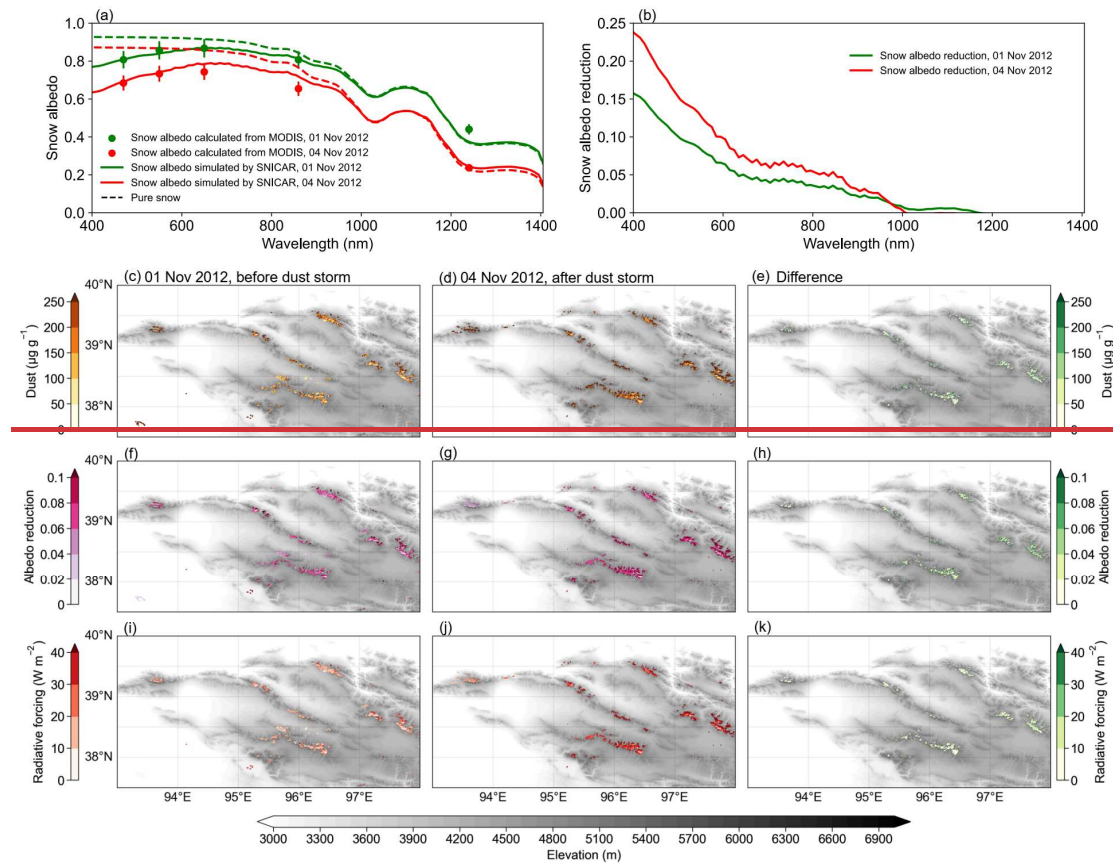 (a)
1.0
0.8
0.6
0.4
0.2
0.0
Snow albedo
Snow albedo calculated from MODIS, 01 Nov 2012
Snow albedo calculated from MODIS, 04 Nov 2012
Snow albedo simulated by SNICAR, 01 Nov 2012
Snow albedo simulated by SNICAR, 04 Nov 2012
Pure snow
400 600 800 1000 1200 1400
Wavelength (nm)
(b)
0.25
0.20
0.15
0.10
0.05
0.00
Snow albedo reduction
Snow albedo reduction, 01 Nov 2012
Snow albedo reduction, 04 Nov 2012
400 600 800 1000 1200 1400
Wavelength (nm)
(c) 01 Nov 2012, before dust storm
(d) 04 Nov 2012, after dust storm
(e) Difference
250
200
150
100
50
Dust (µg g⁻¹)
40°N
39°N
38°N
250
200
150
100
50
Dust (µg g⁻¹)
(f)
(g)
(h)
0.1
0.08
0.06
0.04
0.02
0
Albedo reduction
40°N
39°N
38°N
0.1
0.08
0.06
0.04
0.02
0
Albedo reduction
(i)
(j)
(k)
40
30
20
10
0
Radiative forcing (W m⁻²)
40°N
39°N
38°N
40
30
20
10
0
Radiative forcing (W m⁻²)
94°E 95°E 96°E 97°E
94°E 95°E 96°E 97°E
94°E 95°E 96°E 97°E
3000 3300 3600 3900 4200 4500 4800 5100 5400 5700 6000 6300 6600 6900
Elevation (m)